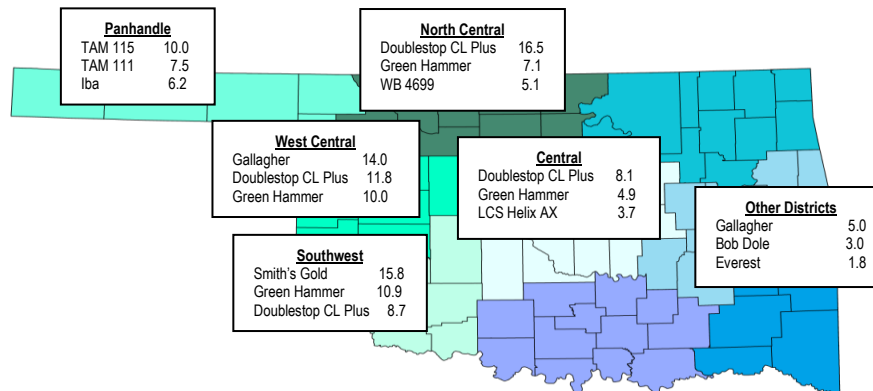 Panhandle
TAM 115 10.0
TAM 111 7.5
Iba 6.2
North Central
Doublestop CL Plus 16.5
Green Hammer 7.1
WB 4699 5.1
West Central
Gallagher 14.0
Doublestop CL Plus 11.8
Green Hammer 10.0
Central
Doublestop CL Plus 8.1
Green Hammer 4.9
LCS Helix AX 3.7
Other Districts
Gallagher 5.0
Bob Dole 3.0
Everest 1.8
Southwest
Smith's Gold 15.8
Green Hammer 10.9
Doublestop CL Plus 8.7